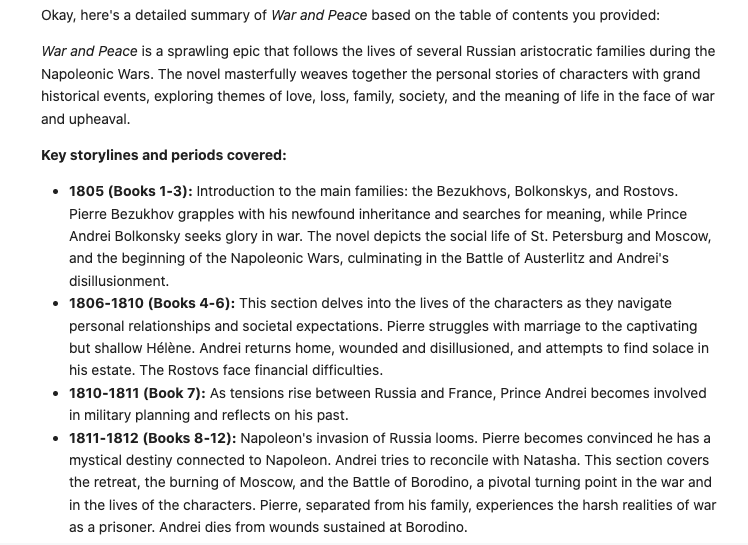 Okay, here's a detailed summary of War and Peace based on the table of contents you provided:
War and Peace is a sprawling epic that follows the lives of several Russian aristocratic families during the
Napoleonic Wars. The novel masterfully weaves together the personal stories of characters with grand
historical events, exploring themes of love, loss, family, society, and the meaning of life in the face of war
and upheaval.
Key storylines and periods covered:
• 1805 (Books 1-3): Introduction to the main families: the Bezukhovs, Bolkonskys, and Rostovs.
Pierre Bezukhov grapples with his newfound inheritance and searches for meaning, while Prince
Andrei Bolkonsky seeks glory in war. The novel depicts the social life of St. Petersburg and Moscow,
and the beginning of the Napoleonic Wars, culminating in the Battle of Austerlitz and Andrei's
disillusionment.
• 1806-1810 (Books 4-6): This section delves into the lives of the characters as they navigate
personal relationships and societal expectations. Pierre struggles with marriage to the captivating
but shallow Hélène. Andrei returns home, wounded and disillusioned, and attempts to find solace in
his estate. The Rostovs face financial difficulties.
• 1810-1811 (Book 7): As tensions rise between Russia and France, Prince Andrei becomes involved
in military planning and reflects on his past.
• 1811-1812 (Books 8-12): Napoleon's invasion of Russia looms. Pierre becomes convinced he has a
mystical destiny connected to Napoleon. Andrei tries to reconcile with Natasha. This section covers
the retreat, the burning of Moscow, and the Battle of Borodino, a pivotal turning point in the war and
in the lives of the characters. Pierre, separated from his family, experiences the harsh realities of war
as a prisoner. Andrei dies from wounds sustained at Borodino.